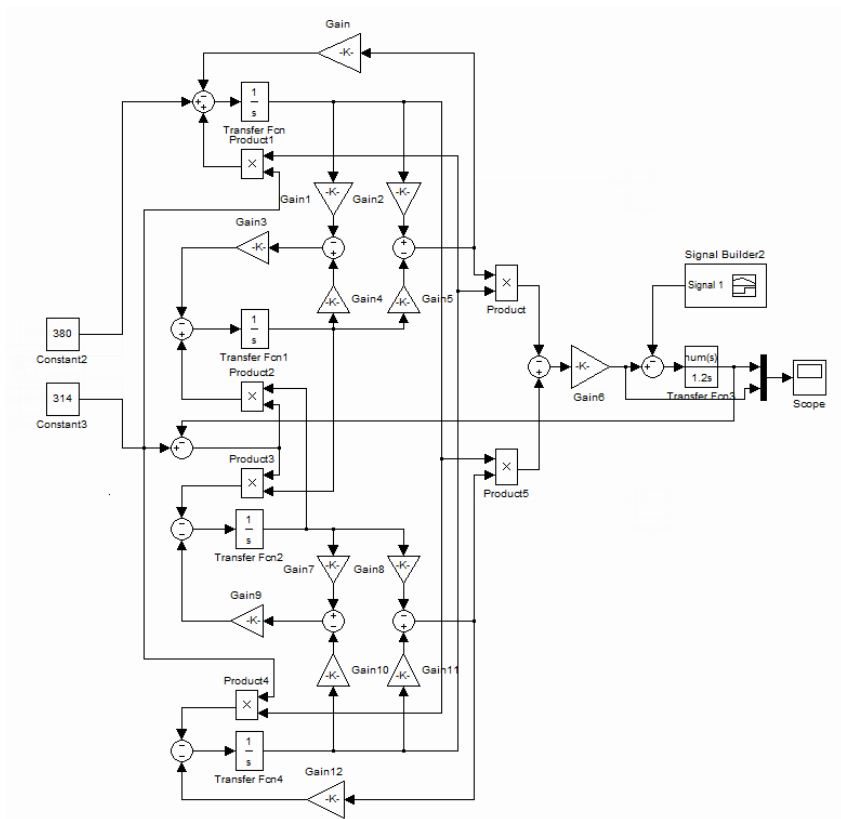 Gain
-K-
1
s
Transfer Fcn
Product1
×
Gain1
-K-
Gain2
-K-
Gain3
-K-
Signal Builder2
Signal 1
-K-
Gain4
-K-
Gain5
×
Product
380
Constant2
1
s
Transfer Fcn1
Product2
×
-K-
Gain6
num(s)
1.2s
Transfer Fcn3
Scope
314
Constant3
Product3
×
×
Product5
1
s
Transfer Fcn2
Gain7
-K-
Gain8
-K-
Gain9
-K-
-K-
Gain10
-K-
Gain11
Product4
×
1
s
Transfer Fcn4
Gain12
-K-